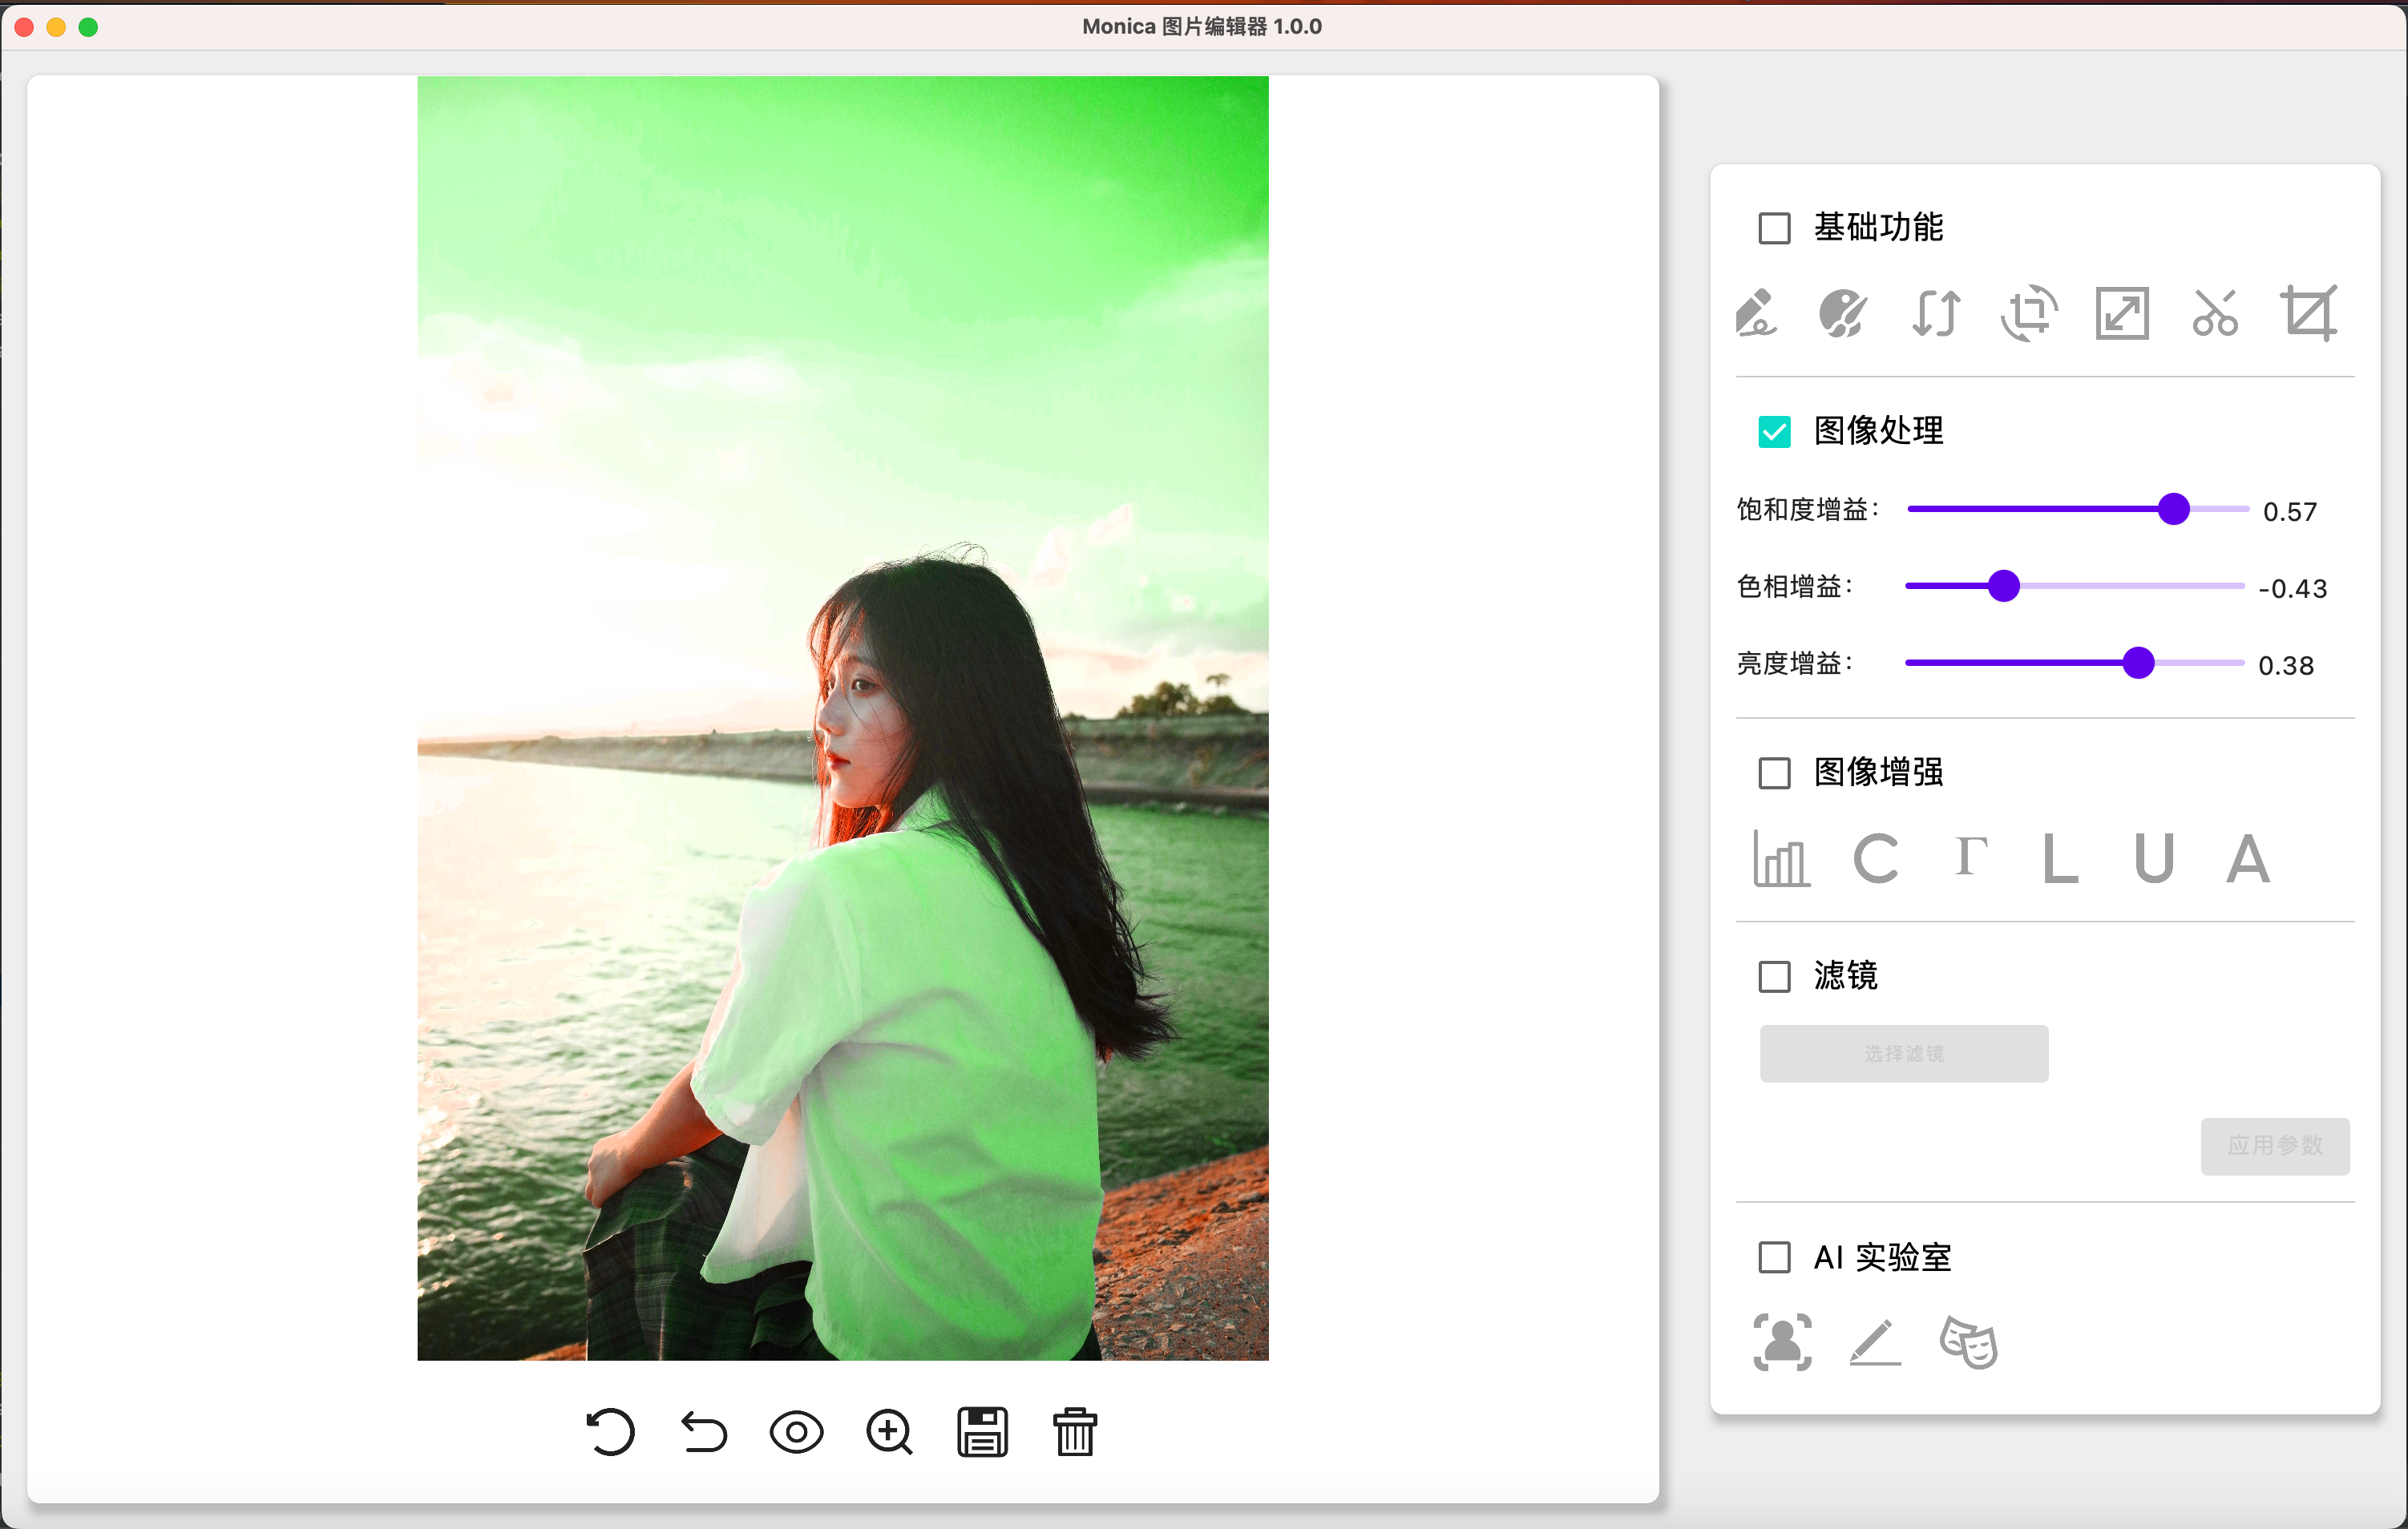 Monica 图片编辑器 1.0.0
基础功能
图像处理
饱和度增益： 0.57
色相增益： -0.43
亮度增益： 0.38
图像增强
C Γ L U A
滤镜
选择滤镜
应用参数
AI 实验室